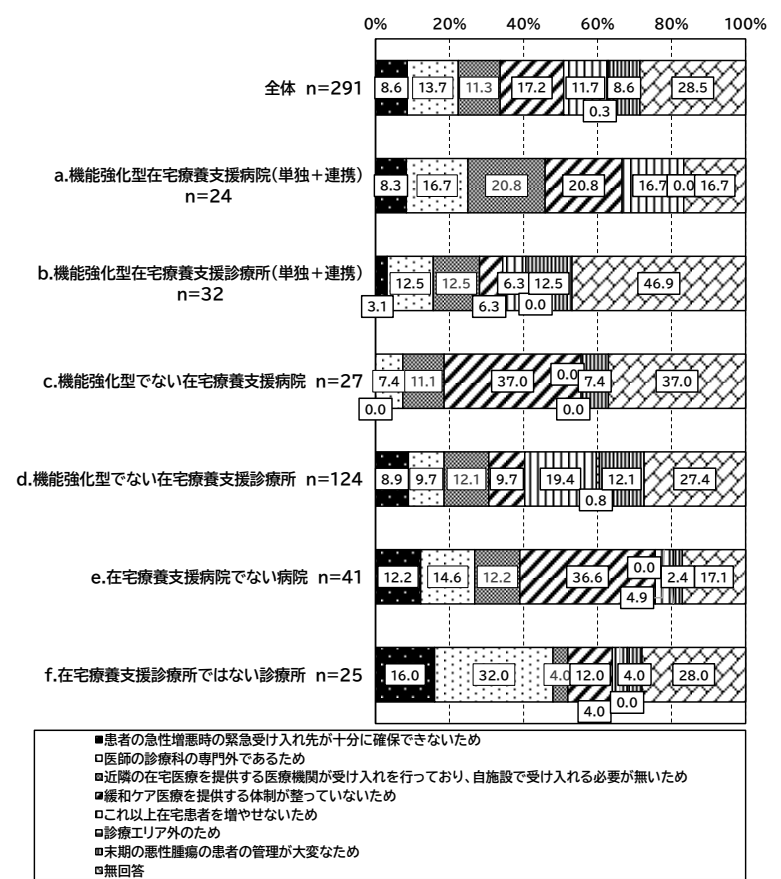 0% 20% 40% 60% 80% 100%
全体 n=291
8.6 13.7 11.3 17.2 11.7 8.6 28.5
0.3
a.機能強化型在宅療養支援病院(単独+連携)
n=24
8.3 16.7 20.8 20.8 16.7 0.0 16.7
b.機能強化型在宅療養支援診療所(単独+連携)
n=32
12.5 12.5 6.3 12.5 46.9
3.1 6.3 0.0
c.機能強化型でない在宅療養支援病院 n=27
7.4 11.1 37.0 0.0 7.4 37.0
0.0 0.0
d.機能強化型でない在宅療養支援診療所 n=124
8.9 9.7 12.1 9.7 19.4 12.1 27.4
0.8
e.在宅療養支援病院でない病院 n=41
12.2 14.6 12.2 36.6 0.0 2.4 17.1
4.9
f.在宅療養支援診療所ではない診療所 n=25
16.0 32.0 4.0 12.0 4.0 28.0
4.0 0.0
患者の急性増悪時の緊急受け入れ先が十分に確保できないため
医師の診療科の専門外であるため
近隣の在宅医療を提供する医療機関が受け入れを行っており、自施設で受け入れる必要が無いため
緩和ケア医療を提供する体制が整っていないため
これ以上在宅患者を増やせないため
診療エリア外のため
末期の悪性腫瘍の患者の管理が大変なため
無回答